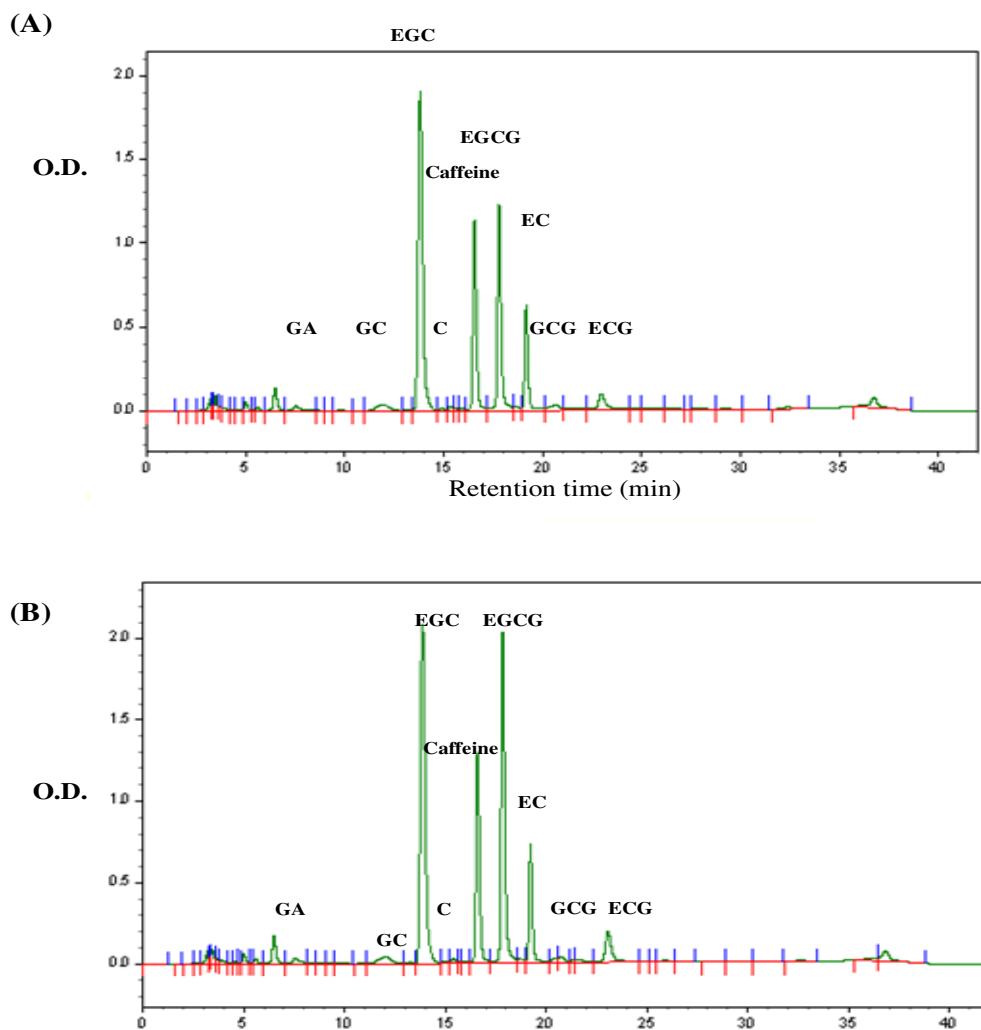 (A)
EGC
2.0
EGCG
1.5
O.D.
Caffeine
EC
1.0
GA GC C GCG ECG
0.5
0.0
0 5 10 15 20 25 30 35 40
Retention time (min)
(B)
EGC EGCG
2.0
Caffeine
1.5
O.D.
EC
1.0
GA C GCG ECG
0.5
GC
0.0
0 5 10 15 20 25 30 35 40